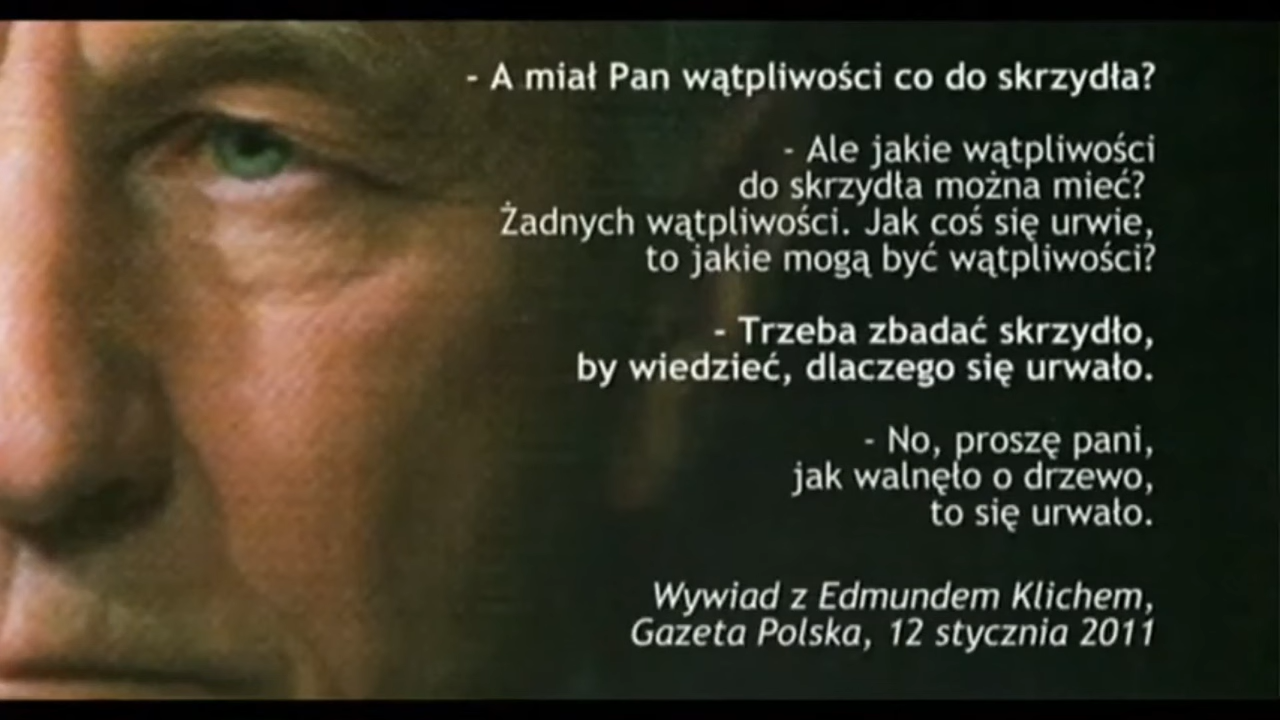 - A miał Pan wątpliwości co do skrzydła?
- Ale jakie wątpliwości
do skrzydła można mieć?
Żadnych wątpliwości. Jak coś się urwie,
to jakie mogą być wątpliwości?
- Trzeba zbadać skrzydło,
by wiedzieć, dlaczego się urwało.
- No, proszę pani,
jak walnęło o drzewo,
to się urwało.
Wywiad z Edmundem Klichem,
Gazeta Polska, 12 stycznia 2011